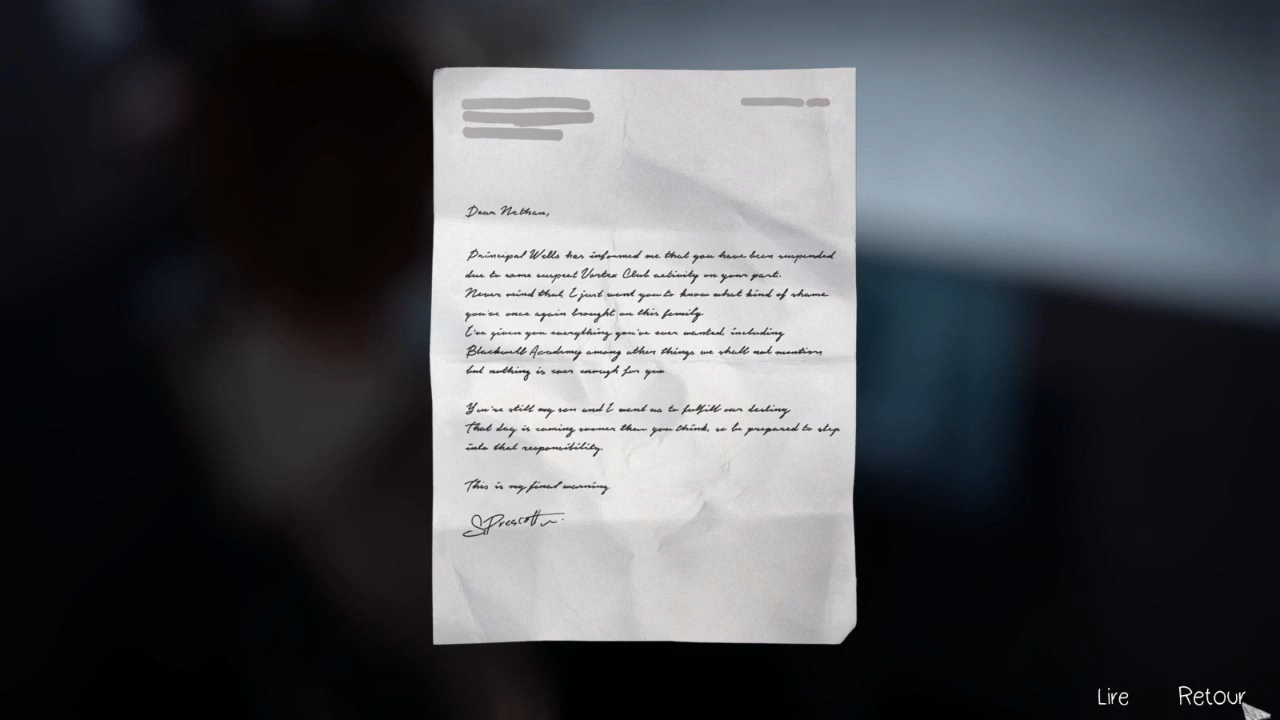 Dear Nathan,
Principal Wells has informed me that you have been suspended
due to some suspect Vortex Club activity on your part.
Never mind that, I just want you to know what kind of shame
you've once again brought on this family
I've given you everything you've ever wanted, including
Blackwell Academy among other things we shall not mention
but nothing is ever enough for you.
You're still my son and I want us to fulfill our destiny
That day is coming sooner than you think, so be prepared to step
into that responsibility.
This is my final warning
S. Prescott
Lire Retour